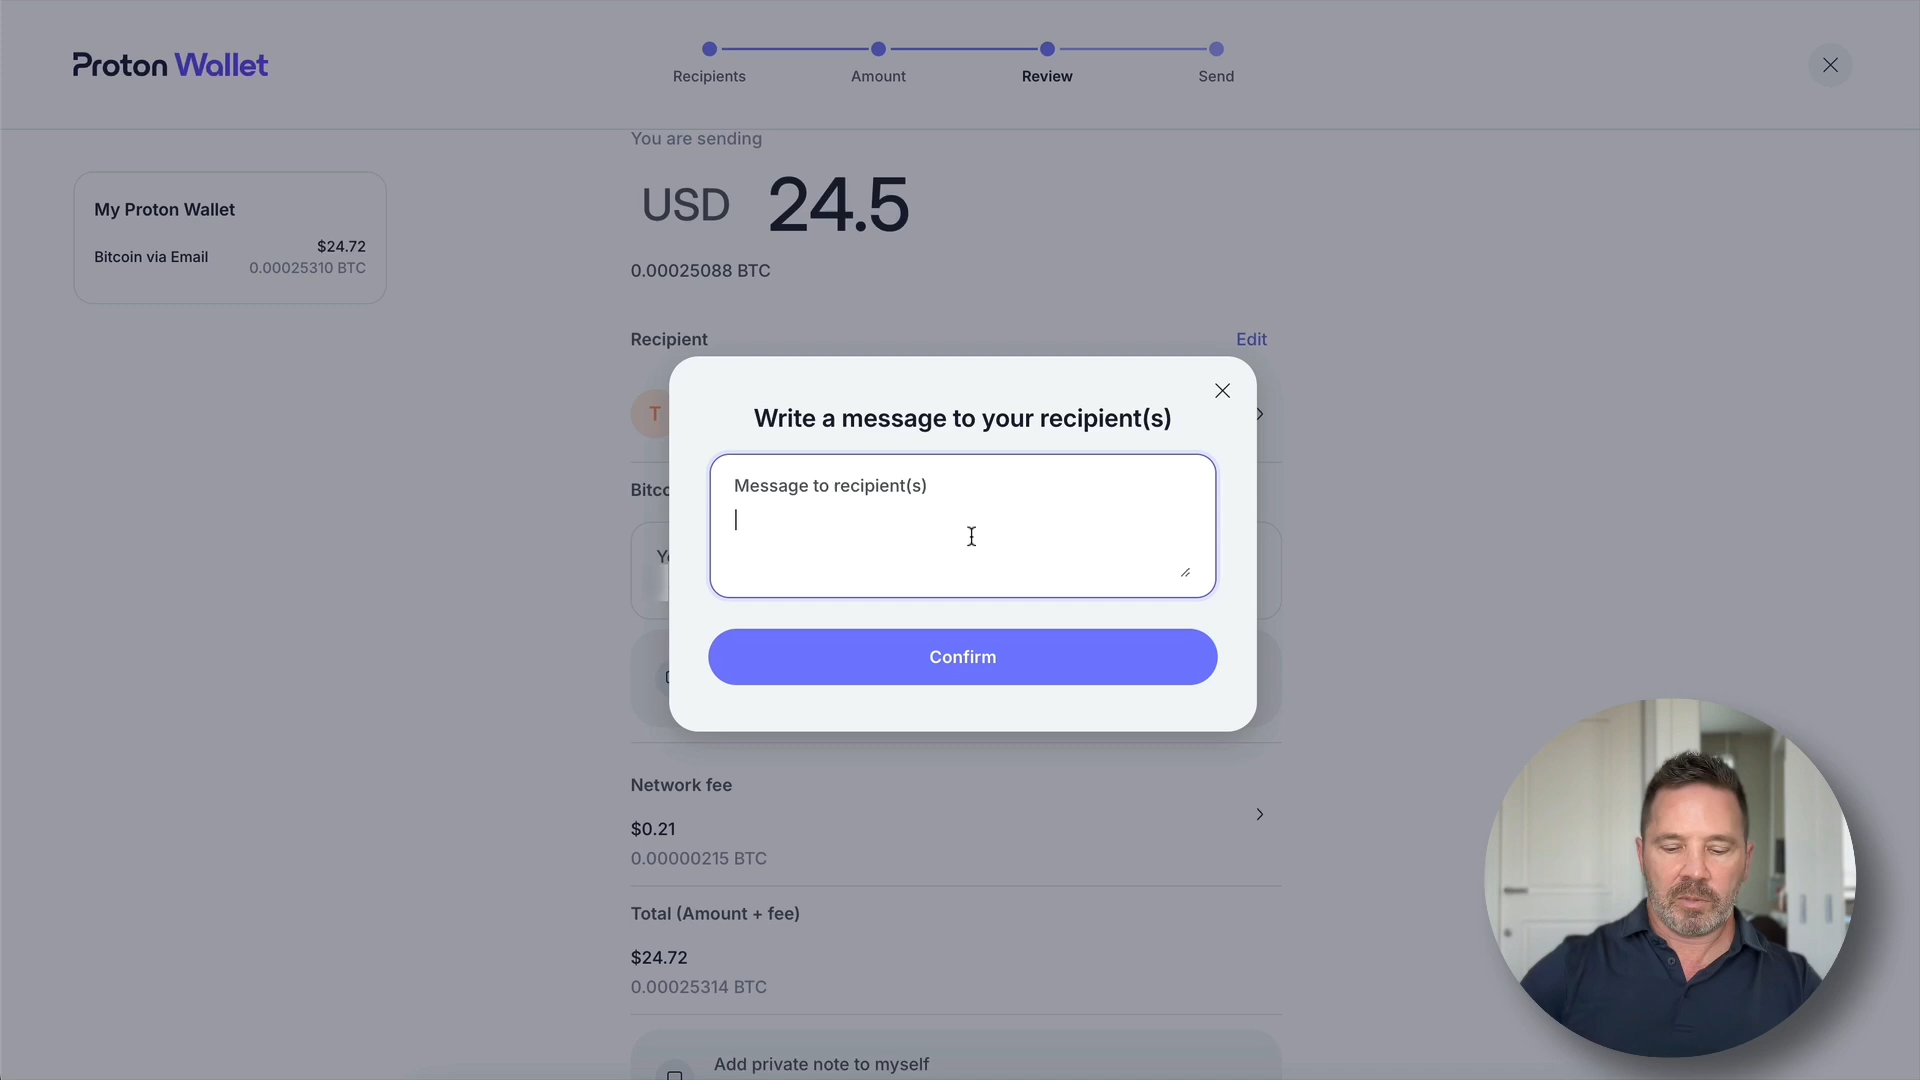 Proton Wallet
Recipients
Amount
Review
Send
You are sending
My Proton Wallet
Bitcoin via Email
$24.72
0.00025310 BTC
USD 24.5
0.00025088 BTC
Recipient
Edit
T
Write a message to your recipient(s)
Message to recipient(s)
Confirm
Network fee
$0.21
0.00000215 BTC
Total (Amount + fee)
$24.72
0.00025314 BTC
Add private note to myself